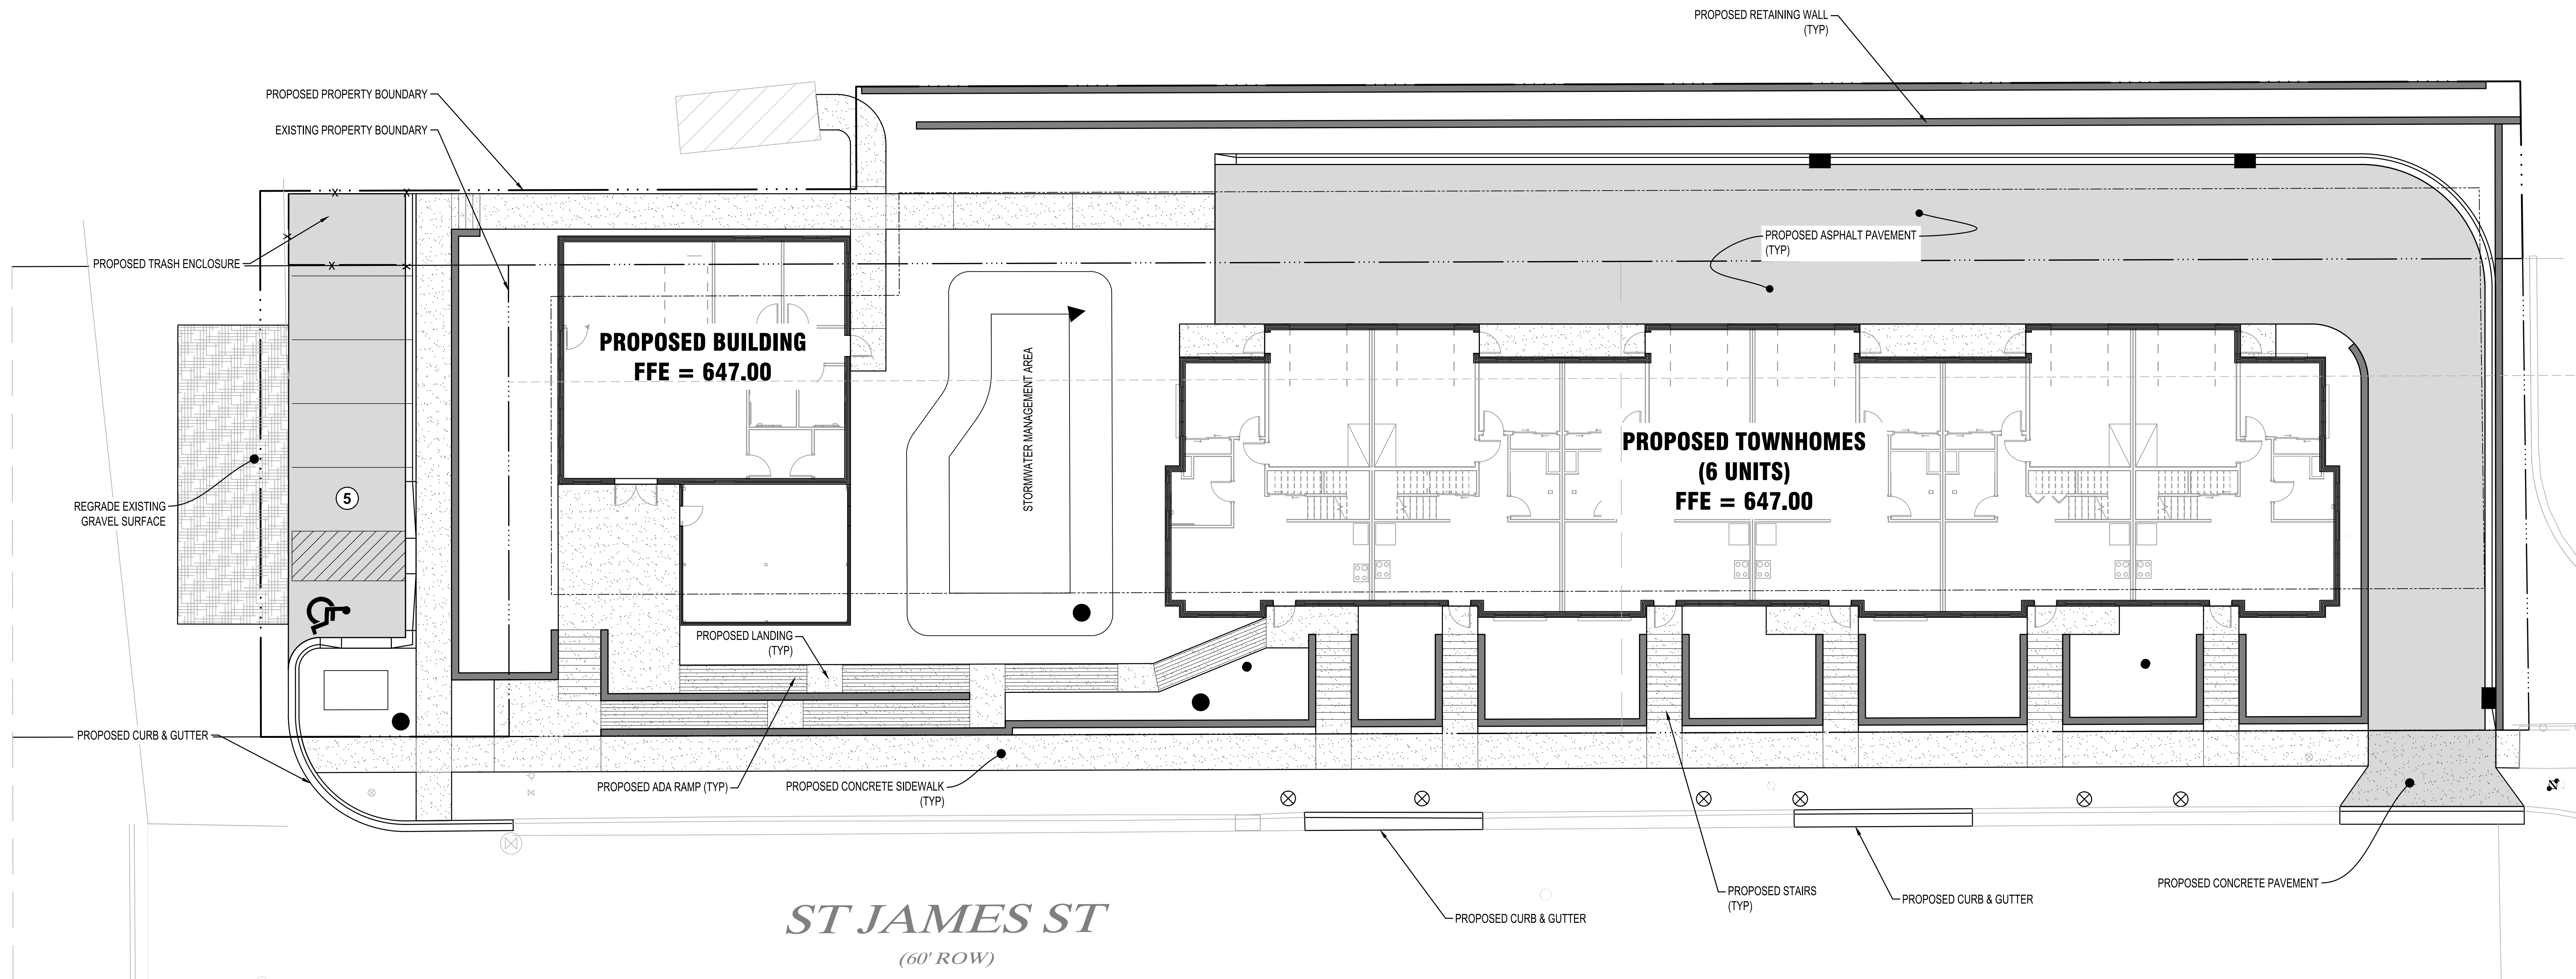 PROPOSED RETAINING WALL
(TYP)
PROPOSED PROPERTY BOUNDARY
EXISTING PROPERTY BOUNDARY
PROPOSED ASPHALT PAVEMENT
(TYP)
PROPOSED TRASH ENCLOSURE
PROPOSED BUILDING
FFE = 647.00
STORMWATER MANAGEMENT AREA
PROPOSED TOWNHOMES
(6 UNITS)
FFE = 647.00
5
REGRADE EXISTING
GRAVEL SURFACE
PROPOSED LANDING
(TYP)
PROPOSED CURB & GUTTER
PROPOSED ADA RAMP (TYP)
PROPOSED CONCRETE SIDEWALK
(TYP)
PROPOSED STAIRS
(TYP)
PROPOSED CONCRETE PAVEMENT
PROPOSED CURB & GUTTER
PROPOSED CURB & GUTTER
ST JAMES ST
(60' ROW)